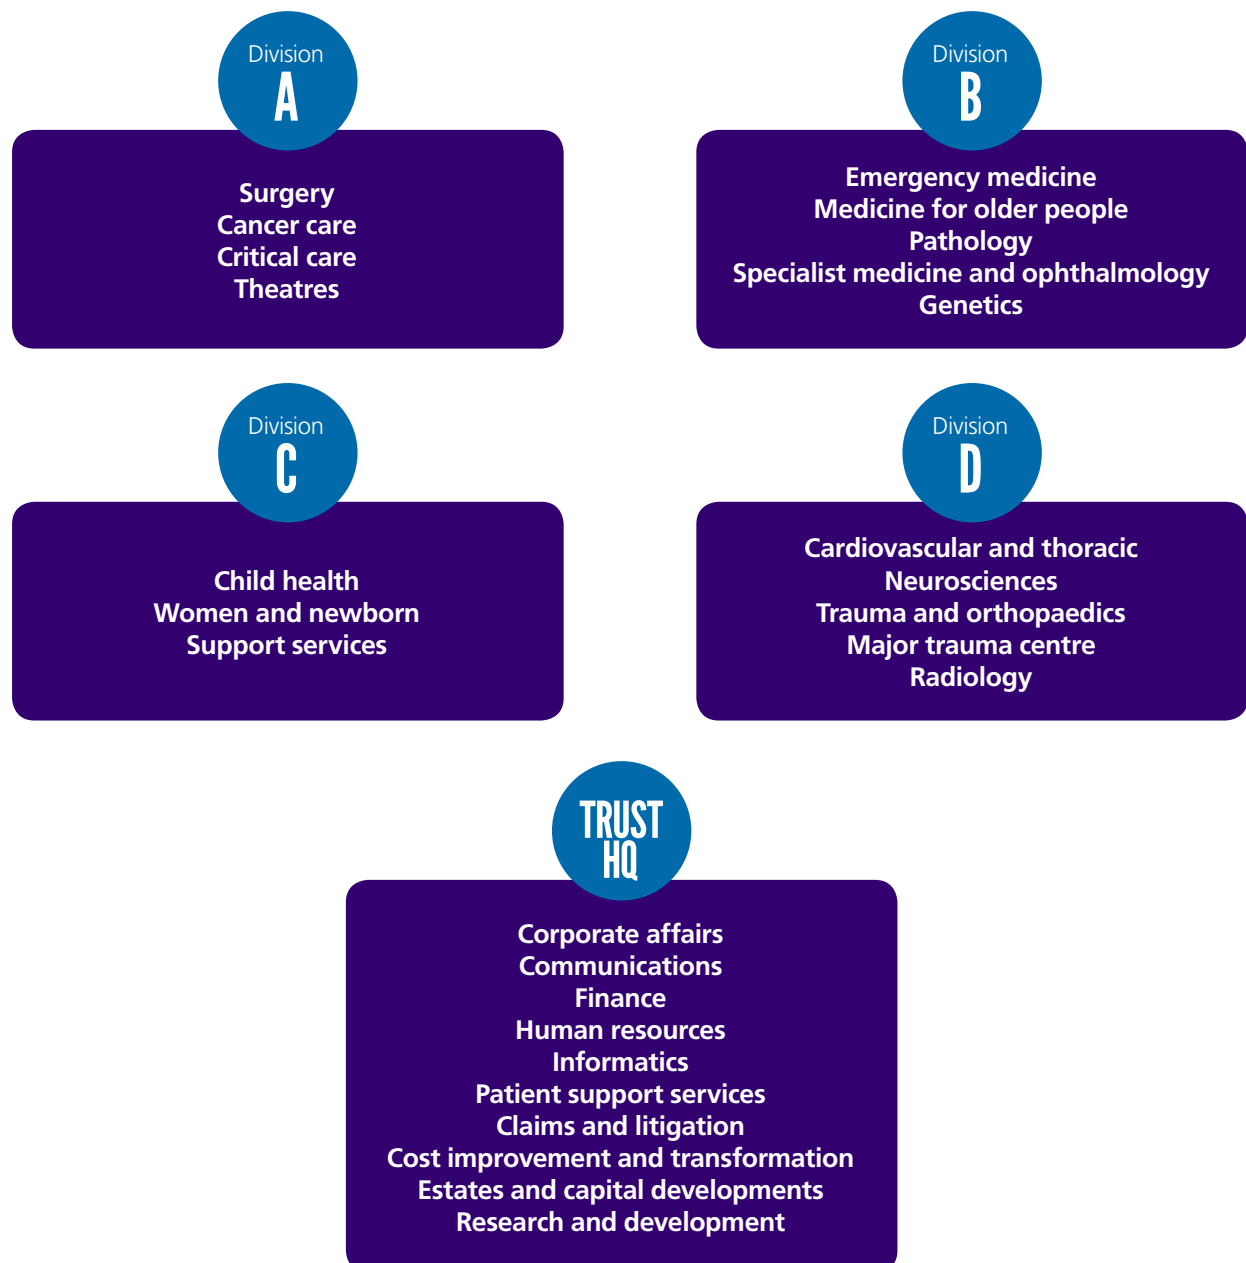 Division
A
Surgery
Cancer care
Critical care
Theatres
Division
B
Emergency medicine
Medicine for older people
Pathology
Specialist medicine and ophthalmology
Genetics
Division
C
Child health
Women and newborn
Support services
Division
D
Cardiovascular and thoracic
Neurosciences
Trauma and orthopaedics
Major trauma centre
Radiology
TRUST
HQ
Corporate affairs
Communications
Finance
Human resources
Informatics
Patient support services
Claims and litigation
Cost improvement and transformation
Estates and capital developments
Research and development